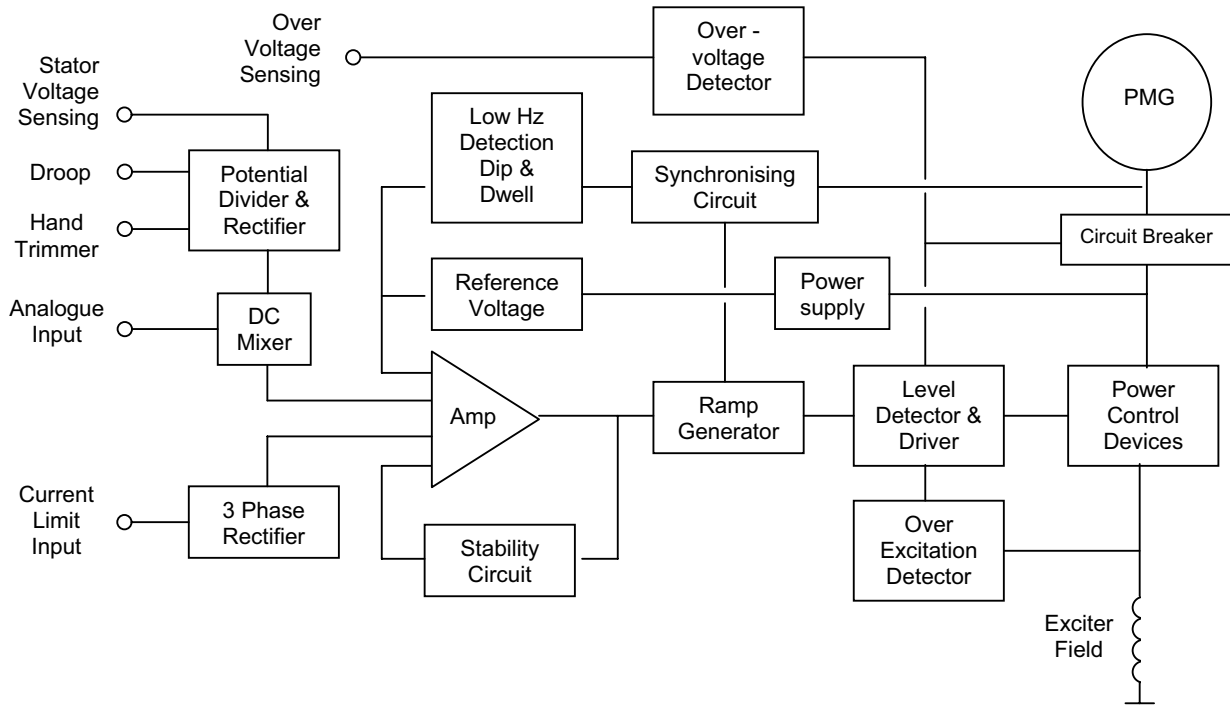 Over
Voltage
Sensing
Over -
voltage
Detector
PMG
Stator
Voltage
Sensing
Low Hz
Detection
Dip &
Dwell
Droop
Potential
Divider &
Rectifier
Synchronising
Circuit
Hand
Trimmer
Circuit Breaker
Analogue
Input
DC
Mixer
Reference
Voltage
Power
supply
Amp
Ramp
Generator
Level
Detector &
Driver
Power
Control
Devices
Current
Limit
Input
3 Phase
Rectifier
Stability
Circuit
Over
Excitation
Detector
Exciter
Field